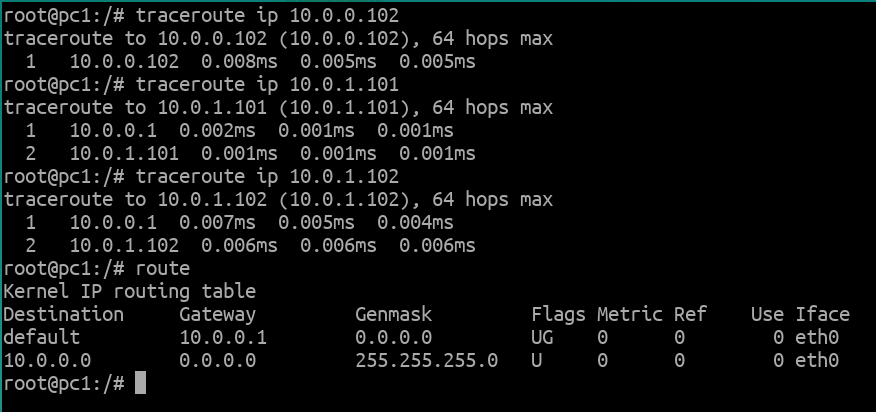 root@pc1:/# traceroute ip 10.0.0.102
traceroute to 10.0.0.102 (10.0.0.102), 64 hops max
  1   10.0.0.102  0.008ms  0.005ms  0.005ms
root@pc1:/# traceroute ip 10.0.1.101
traceroute to 10.0.1.101 (10.0.1.101), 64 hops max
  1   10.0.0.1  0.002ms  0.001ms  0.001ms
  2   10.0.1.101  0.001ms  0.001ms  0.001ms
root@pc1:/# traceroute ip 10.0.1.102
traceroute to 10.0.1.102 (10.0.1.102), 64 hops max
  1   10.0.0.1  0.007ms  0.005ms  0.004ms
  2   10.0.1.102  0.006ms  0.006ms  0.006ms
root@pc1:/# route
Kernel IP routing table
Destination     Gateway         Genmask         Flags Metric Ref    Use Iface
default         10.0.0.1        0.0.0.0         UG    0      0        0 eth0
10.0.0.0        0.0.0.0         255.255.255.0   U     0      0        0 eth0
root@pc1:/#